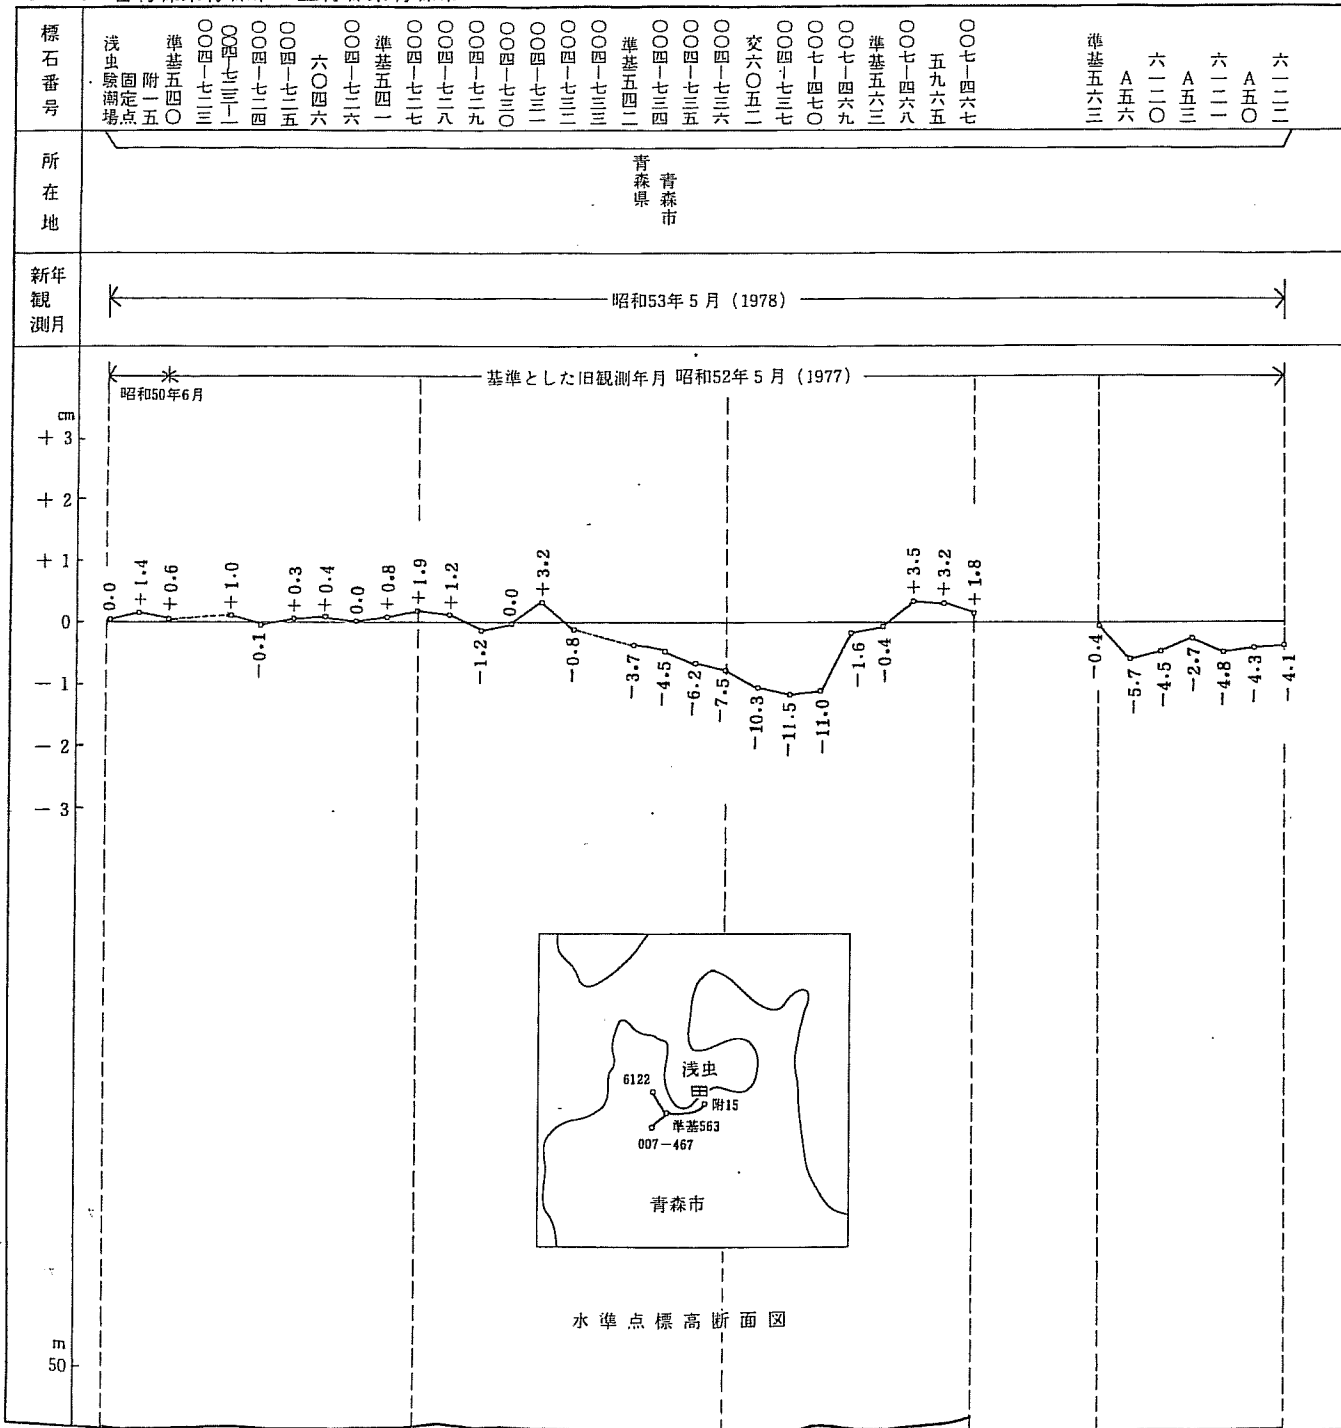 標石番号
浅虫験潮場
固定点
附一五
準基五四〇
〇〇四―七二三
〇〇四―七二三―一
〇〇四―七二四
〇〇四―七二五
六〇四六
〇〇四―七二六
準基五四一
〇〇四―七二七
〇〇四―七二八
〇〇四―七二九
〇〇四―七三〇
〇〇四―七三一
〇〇四―七三二
〇〇四―七三三
準基五四二
〇〇四―七三四
〇〇四―七三五
〇〇四―七三六
交六〇五二
〇〇四―七三七
〇〇七―四七〇
〇〇七―四六九
準基五六三
〇〇七―四六八
五九六五
〇〇七―四六七
準基五六三
A五六
六一二〇
A五三
六一二一
A五〇
六一二二
所在地
青森県
青森市
新観測年月
昭和53年5月(1978)
基準とした旧観測年月 昭和52年5月(1977)
昭和50年6月
cm
+3
+2
+1
0
-1
-2
-3
0.0
+1.4
+0.6
+1.0
-0.1
+0.3
+0.4
0.0
+0.8
+1.9
+1.2
-1.2
0.0
+3.2
-0.8
-3.7
-4.5
-6.2
-7.5
-10.3
-11.5
-11.0
-1.6
-0.4
+3.5
+3.2
+1.8
-0.4
-5.7
-4.5
-2.7
-4.8
-4.3
-4.1
浅虫
6122
附15
準基563
007-467
青森市
水準点標高断面図
m
50